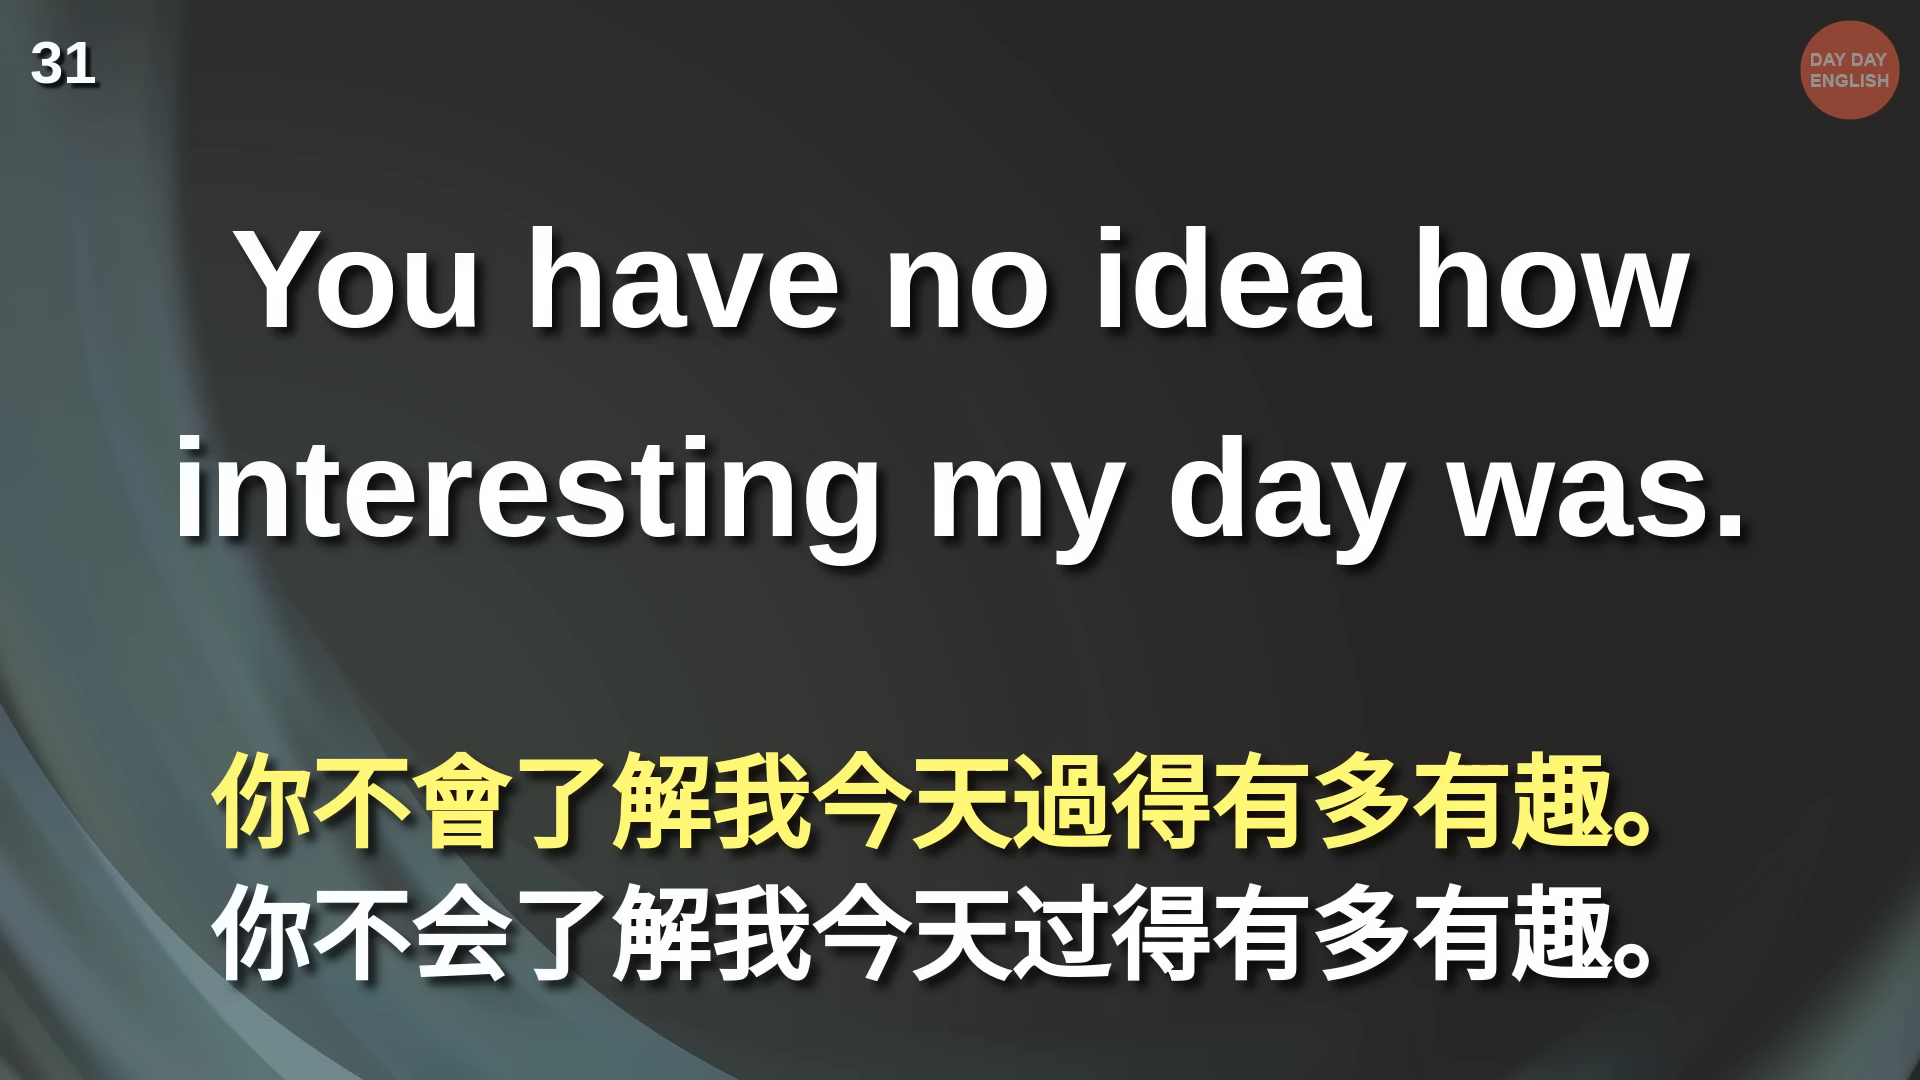 31
DAY DAY
ENGLISH
You have no idea how
interesting my day was.
你不會了解我今天過得有多有趣。
你不会了解我今天过得有多有趣。